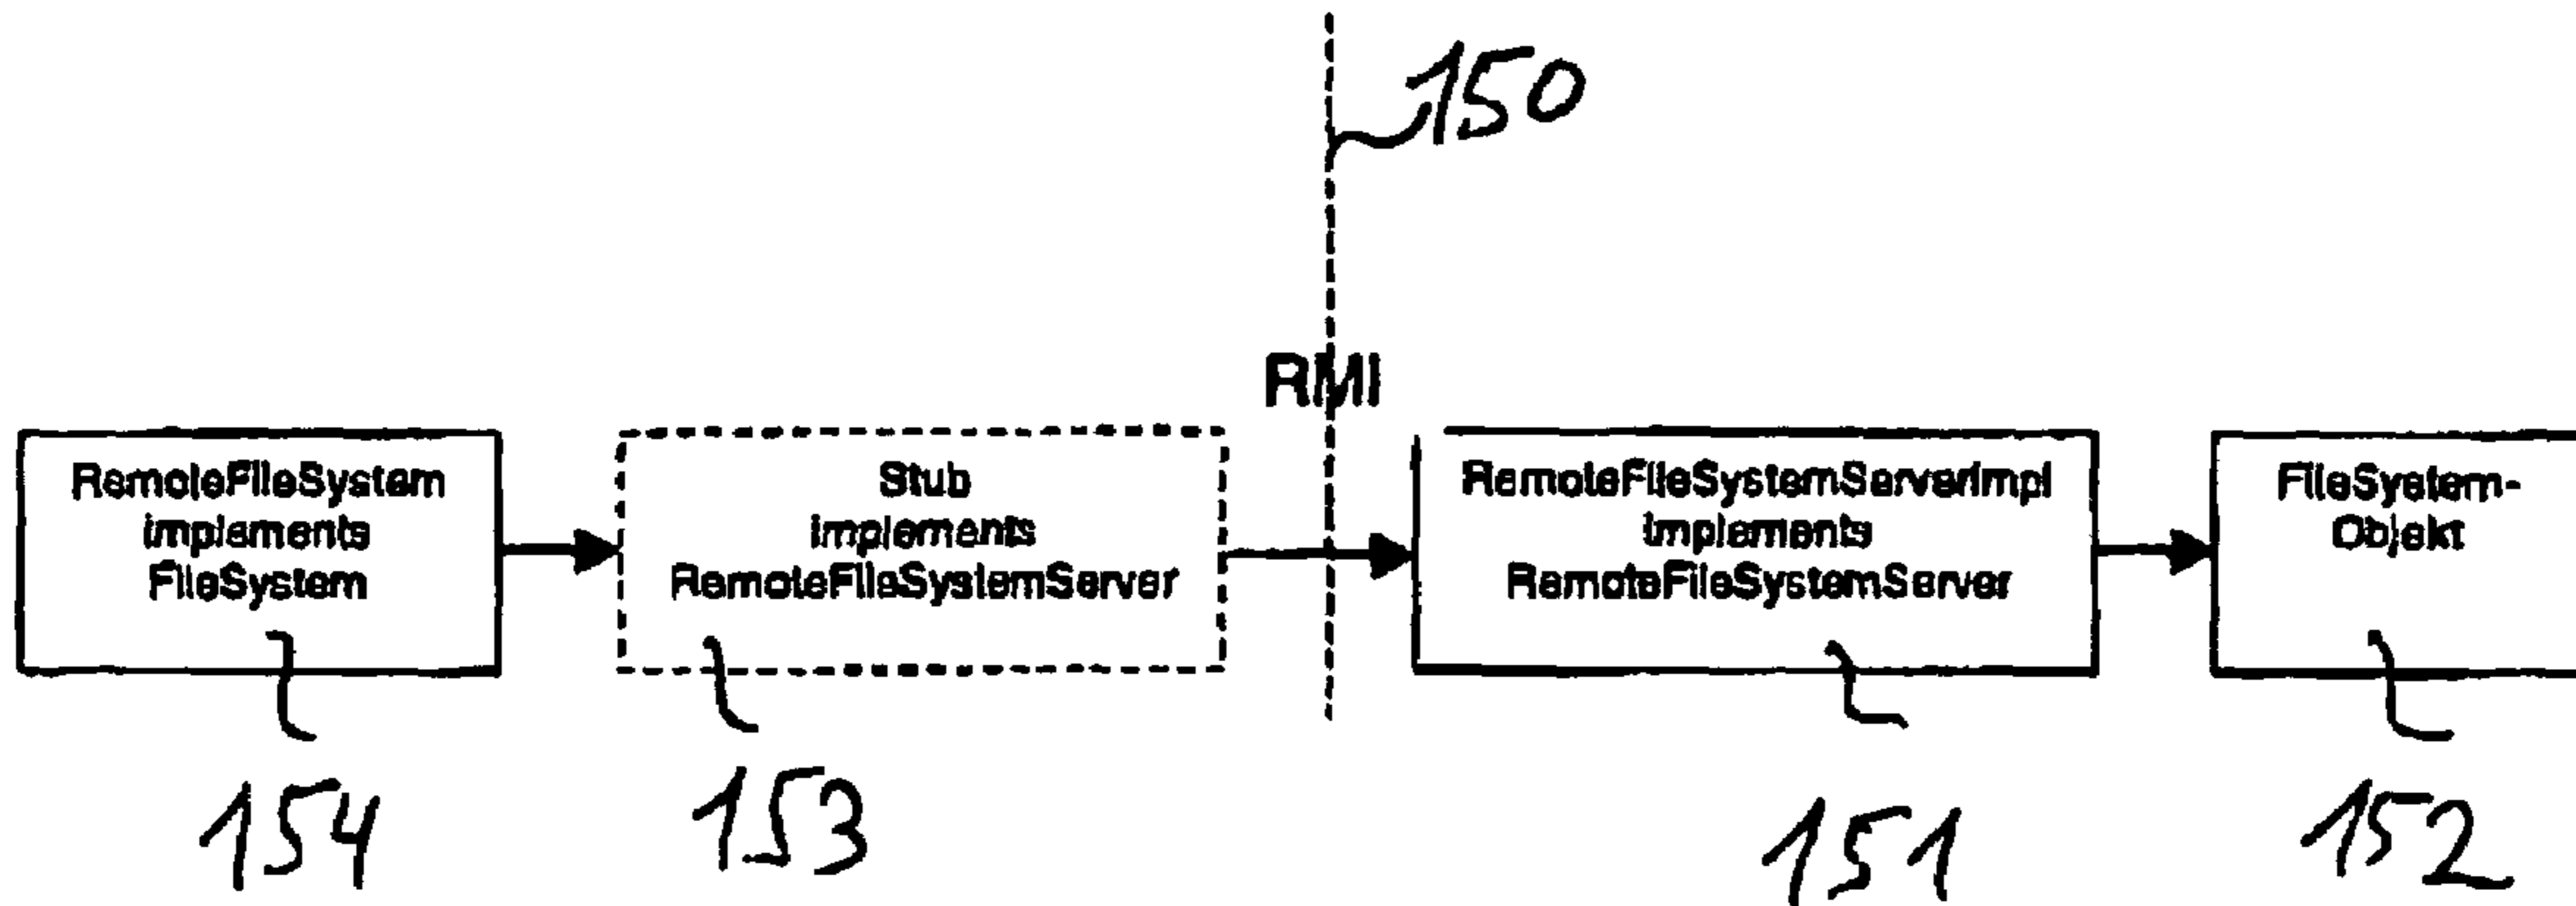 150
RMI
RemoteFileSystem
implements
FileSystem
Stub
implements
RemoteFileSystemServer
RemoteFileSystemServerImpl
implements
RemoteFileSystemServer
FileSystem-
Objekt
154
153
151
152